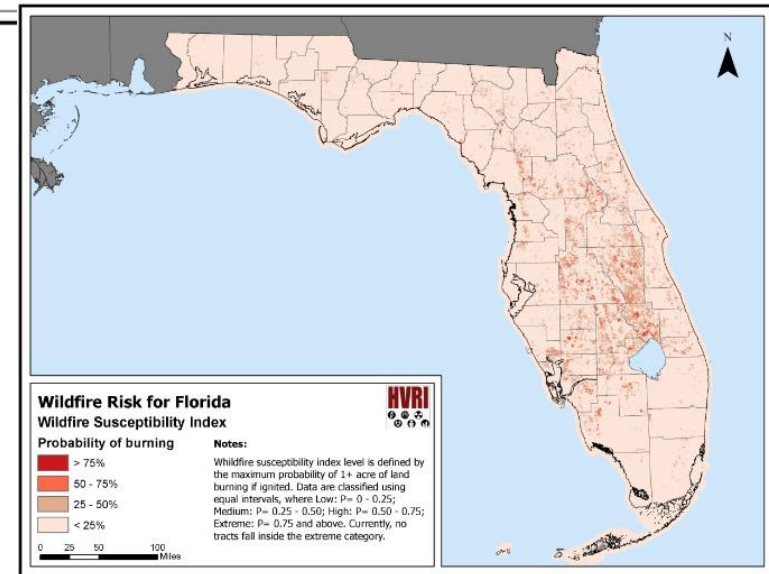 N
Wildfire Risk for Florida
Wildfire Susceptibility Index
Probability of burning
> 75%
50 - 75%
25 - 50%
< 25%
0 25 50 100
Miles
HVRI
Notes:
Whildfire susceptibility index level is defined by
the maximum probability of 1+ acre of land
burning if ignited. Data are classified using
equal intervals, where Low: P= 0 - 0.25;
Medium: P= 0.25 - 0.50; High: P= 0.50 - 0.75;
Extreme: P= 0.75 and above. Currently, no
tracts fall inside the extreme category.